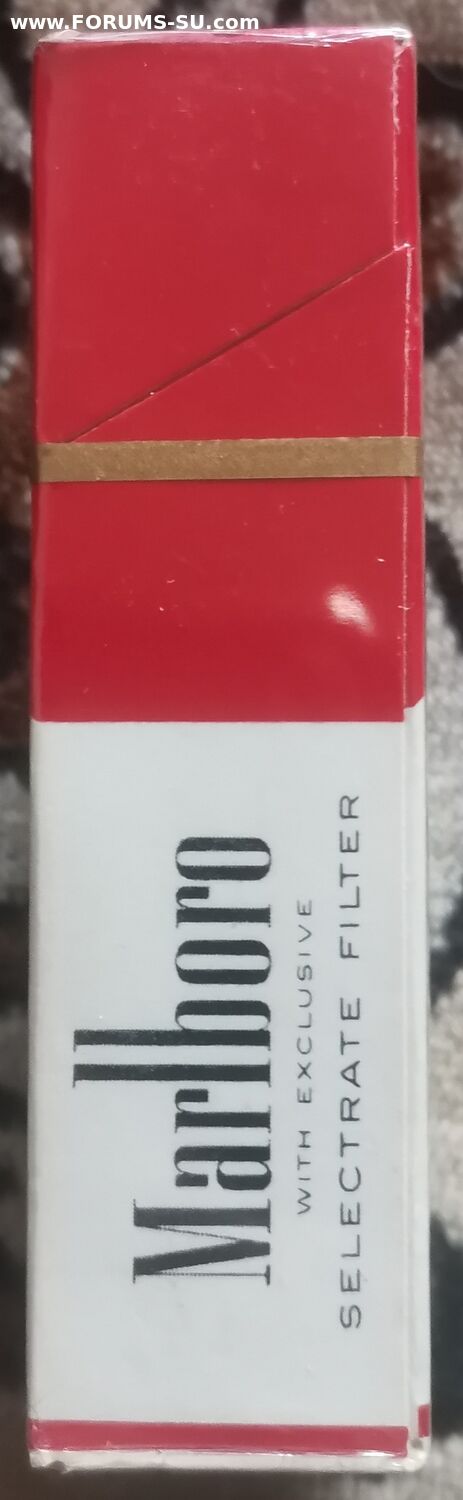 www.FORUMS-SU.com
Marlboro
WITH EXCLUSIVE
SELECTRATE FILTER